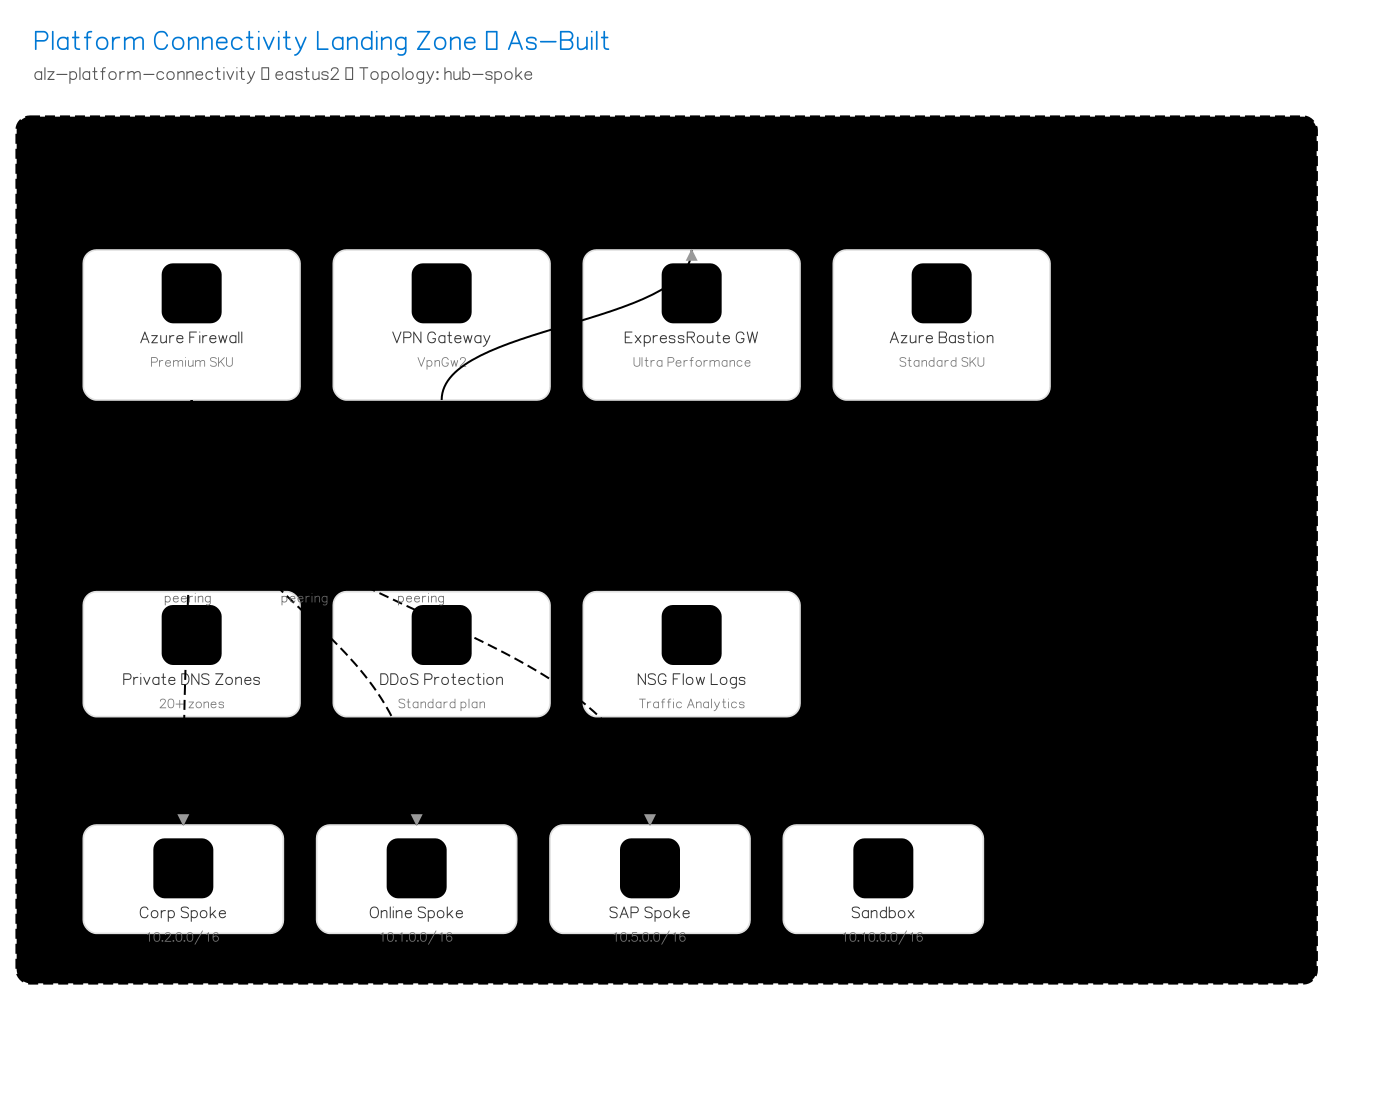 Platform Connectivity Landing Zone ▯ As-Built
alz-platform-connectivity ▯ eastus2 ▯ Topology: hub-spoke
Azure Firewall
Premium SKU
VPN Gateway
VpnGw2
ExpressRoute GW
Ultra Performance
Azure Bastion
Standard SKU
peering
peering
peering
Private DNS Zones
20+ zones
DDoS Protection
Standard plan
NSG Flow Logs
Traffic Analytics
Corp Spoke
10.2.0.0/16
Online Spoke
10.1.0.0/16
SAP Spoke
10.5.0.0/16
Sandbox
10.10.0.0/16